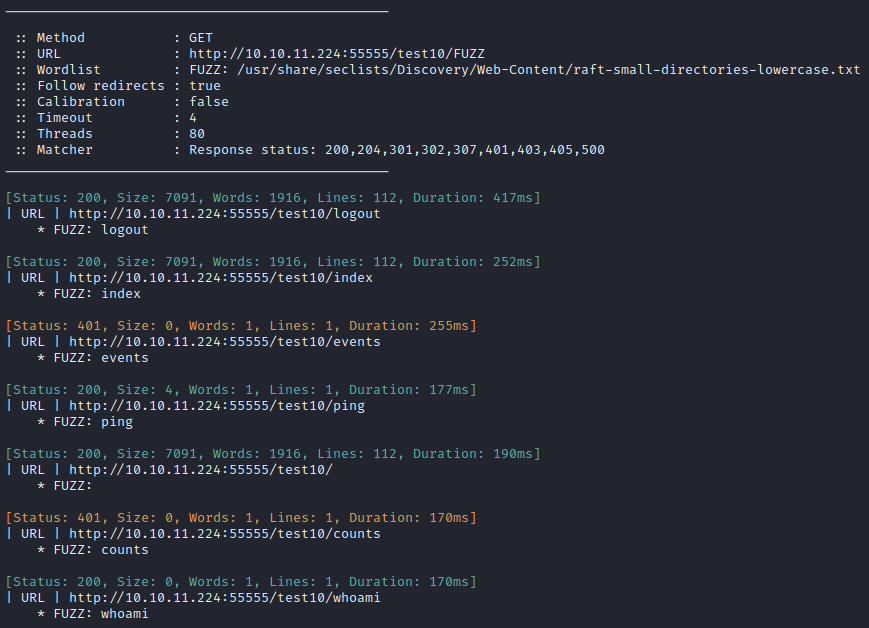 :: Method : GET
:: URL : http://10.10.11.224:55555/test10/FUZZ
:: Wordlist : FUZZ: /usr/share/seclists/Discovery/Web-Content/raft-small-directories-lowercase.txt
:: Follow redirects : true
:: Calibration : false
:: Timeout : 4
:: Threads : 80
:: Matcher : Response status: 200,204,301,302,307,401,403,405,500
[Status: 200, Size: 7091, Words: 1916, Lines: 112, Duration: 417ms]
| URL | http://10.10.11.224:55555/test10/logout
* FUZZ: logout
[Status: 200, Size: 7091, Words: 1916, Lines: 112, Duration: 252ms]
| URL | http://10.10.11.224:55555/test10/index
* FUZZ: index
[Status: 401, Size: 0, Words: 1, Lines: 1, Duration: 255ms]
| URL | http://10.10.11.224:55555/test10/events
* FUZZ: events
[Status: 200, Size: 4, Words: 1, Lines: 1, Duration: 177ms]
| URL | http://10.10.11.224:55555/test10/ping
* FUZZ: ping
[Status: 200, Size: 7091, Words: 1916, Lines: 112, Duration: 190ms]
| URL | http://10.10.11.224:55555/test10/
* FUZZ:
[Status: 401, Size: 0, Words: 1, Lines: 1, Duration: 170ms]
| URL | http://10.10.11.224:55555/test10/counts
* FUZZ: counts
[Status: 200, Size: 0, Words: 1, Lines: 1, Duration: 170ms]
| URL | http://10.10.11.224:55555/test10/whoami
* FUZZ: whoami